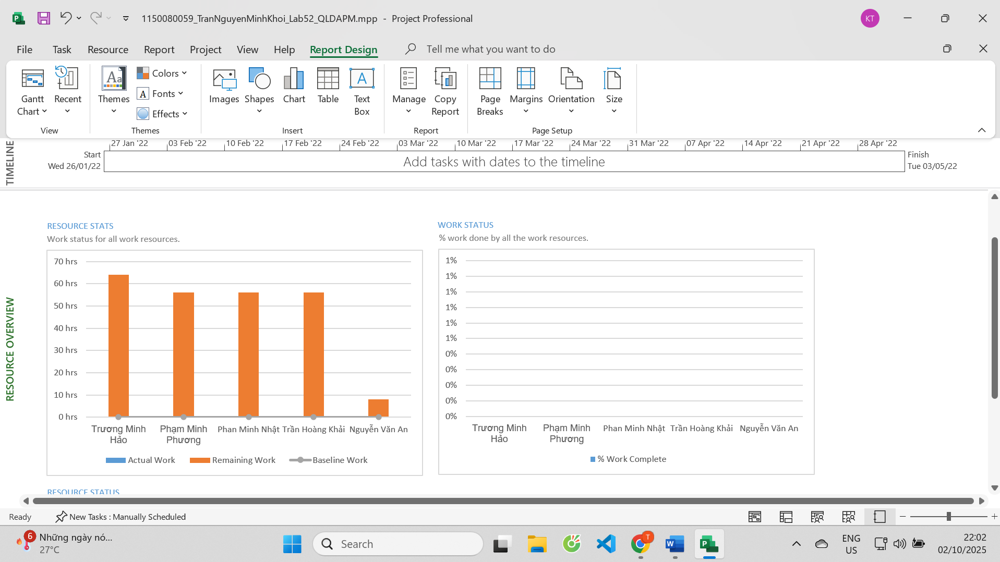 1150080059_TranNguyenMinhKhoi_Lab52_QLDAPM.mpp - Project Professional
KT
File Task Resource Report Project View Help Report Design Tell me what you want to do
Gantt Chart Recent Themes Colors Fonts Effects Images Shapes Chart Table Text Box Manage Copy Report Page Breaks Margins Orientation Size
View Themes Insert Report Page Setup
TIMELINE
27 Jan '22 03 Feb '22 10 Feb '22 17 Feb '22 24 Feb '22 03 Mar '22 10 Mar '22 17 Mar '22 24 Mar '22 31 Mar '22 07 Apr '22 14 Apr '22 21 Apr '22 28 Apr '22
Start
Wed 26/01/22
Add tasks with dates to the timeline
Finish
Tue 03/05/22
RESOURCE OVERVIEW
RESOURCE STATS
Work status for all work resources.
70 hrs
60 hrs
50 hrs
40 hrs
30 hrs
20 hrs
10 hrs
0 hrs
Trương Minh Hảo Phạm Minh Phương Phan Minh Nhật Trần Hoàng Khải Nguyễn Văn An
Actual Work Remaining Work Baseline Work
WORK STATUS
% work done by all the work resources.
1%
1%
1%
1%
1%
1%
0%
0%
0%
0%
0%
Trương Minh Hảo Phạm Minh Phương Phan Minh Nhật Trần Hoàng Khải Nguyễn Văn An
% Work Complete
RESOURCE STATUS
Ready New Tasks : Manually Scheduled
6
Những ngày nó...
27°C
Search
T
ENG
US
22:02
02/10/2025